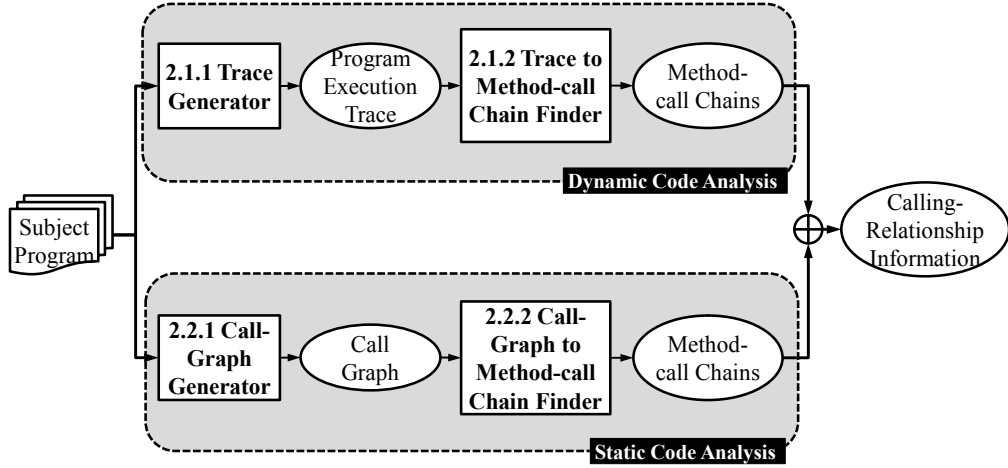 2.1.1 Trace
Generator
Program
Execution
Trace
2.1.2 Trace to
Method-call
Chain Finder
Method-
call Chains
Dynamic Code Analysis
Subject
Program
Calling-
Relationship
Information
2.2.1 Call-
Graph
Generator
Call
Graph
2.2.2 Call-
Graph to
Method-call
Chain Finder
Method-
call Chains
Static Code Analysis